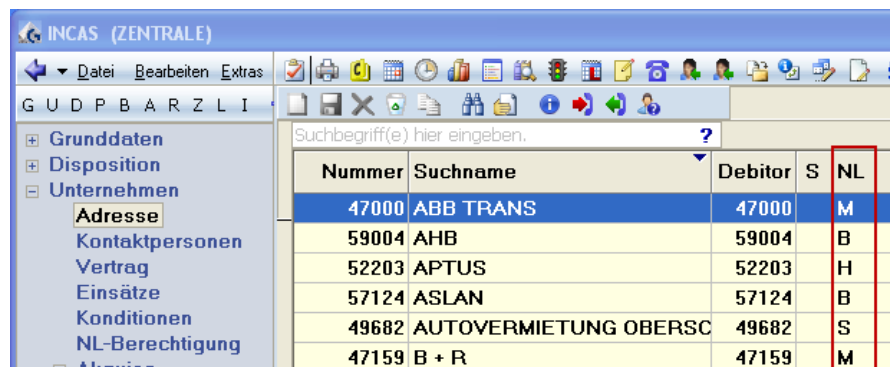 INCAS (ZENTRALE)
Datei Bearbeiten Extras
G U D P B A R Z L I
Suchbegriff(e) hier eingeben. ?
Grunddaten
Disposition
Unternehmen
Adresse
Kontaktpersonen
Vertrag
Einsätze
Konditionen
NL-Berechtigung
Nummer Suchname Debitor S NL
47000 ABB TRANS 47000 M
59004 AHB 59004 B
52203 APTUS 52203 H
57124 ASLAN 57124 B
49682 AUTOVERMIETUNG OBERSC 49682 S
47159 B + R 47159 M